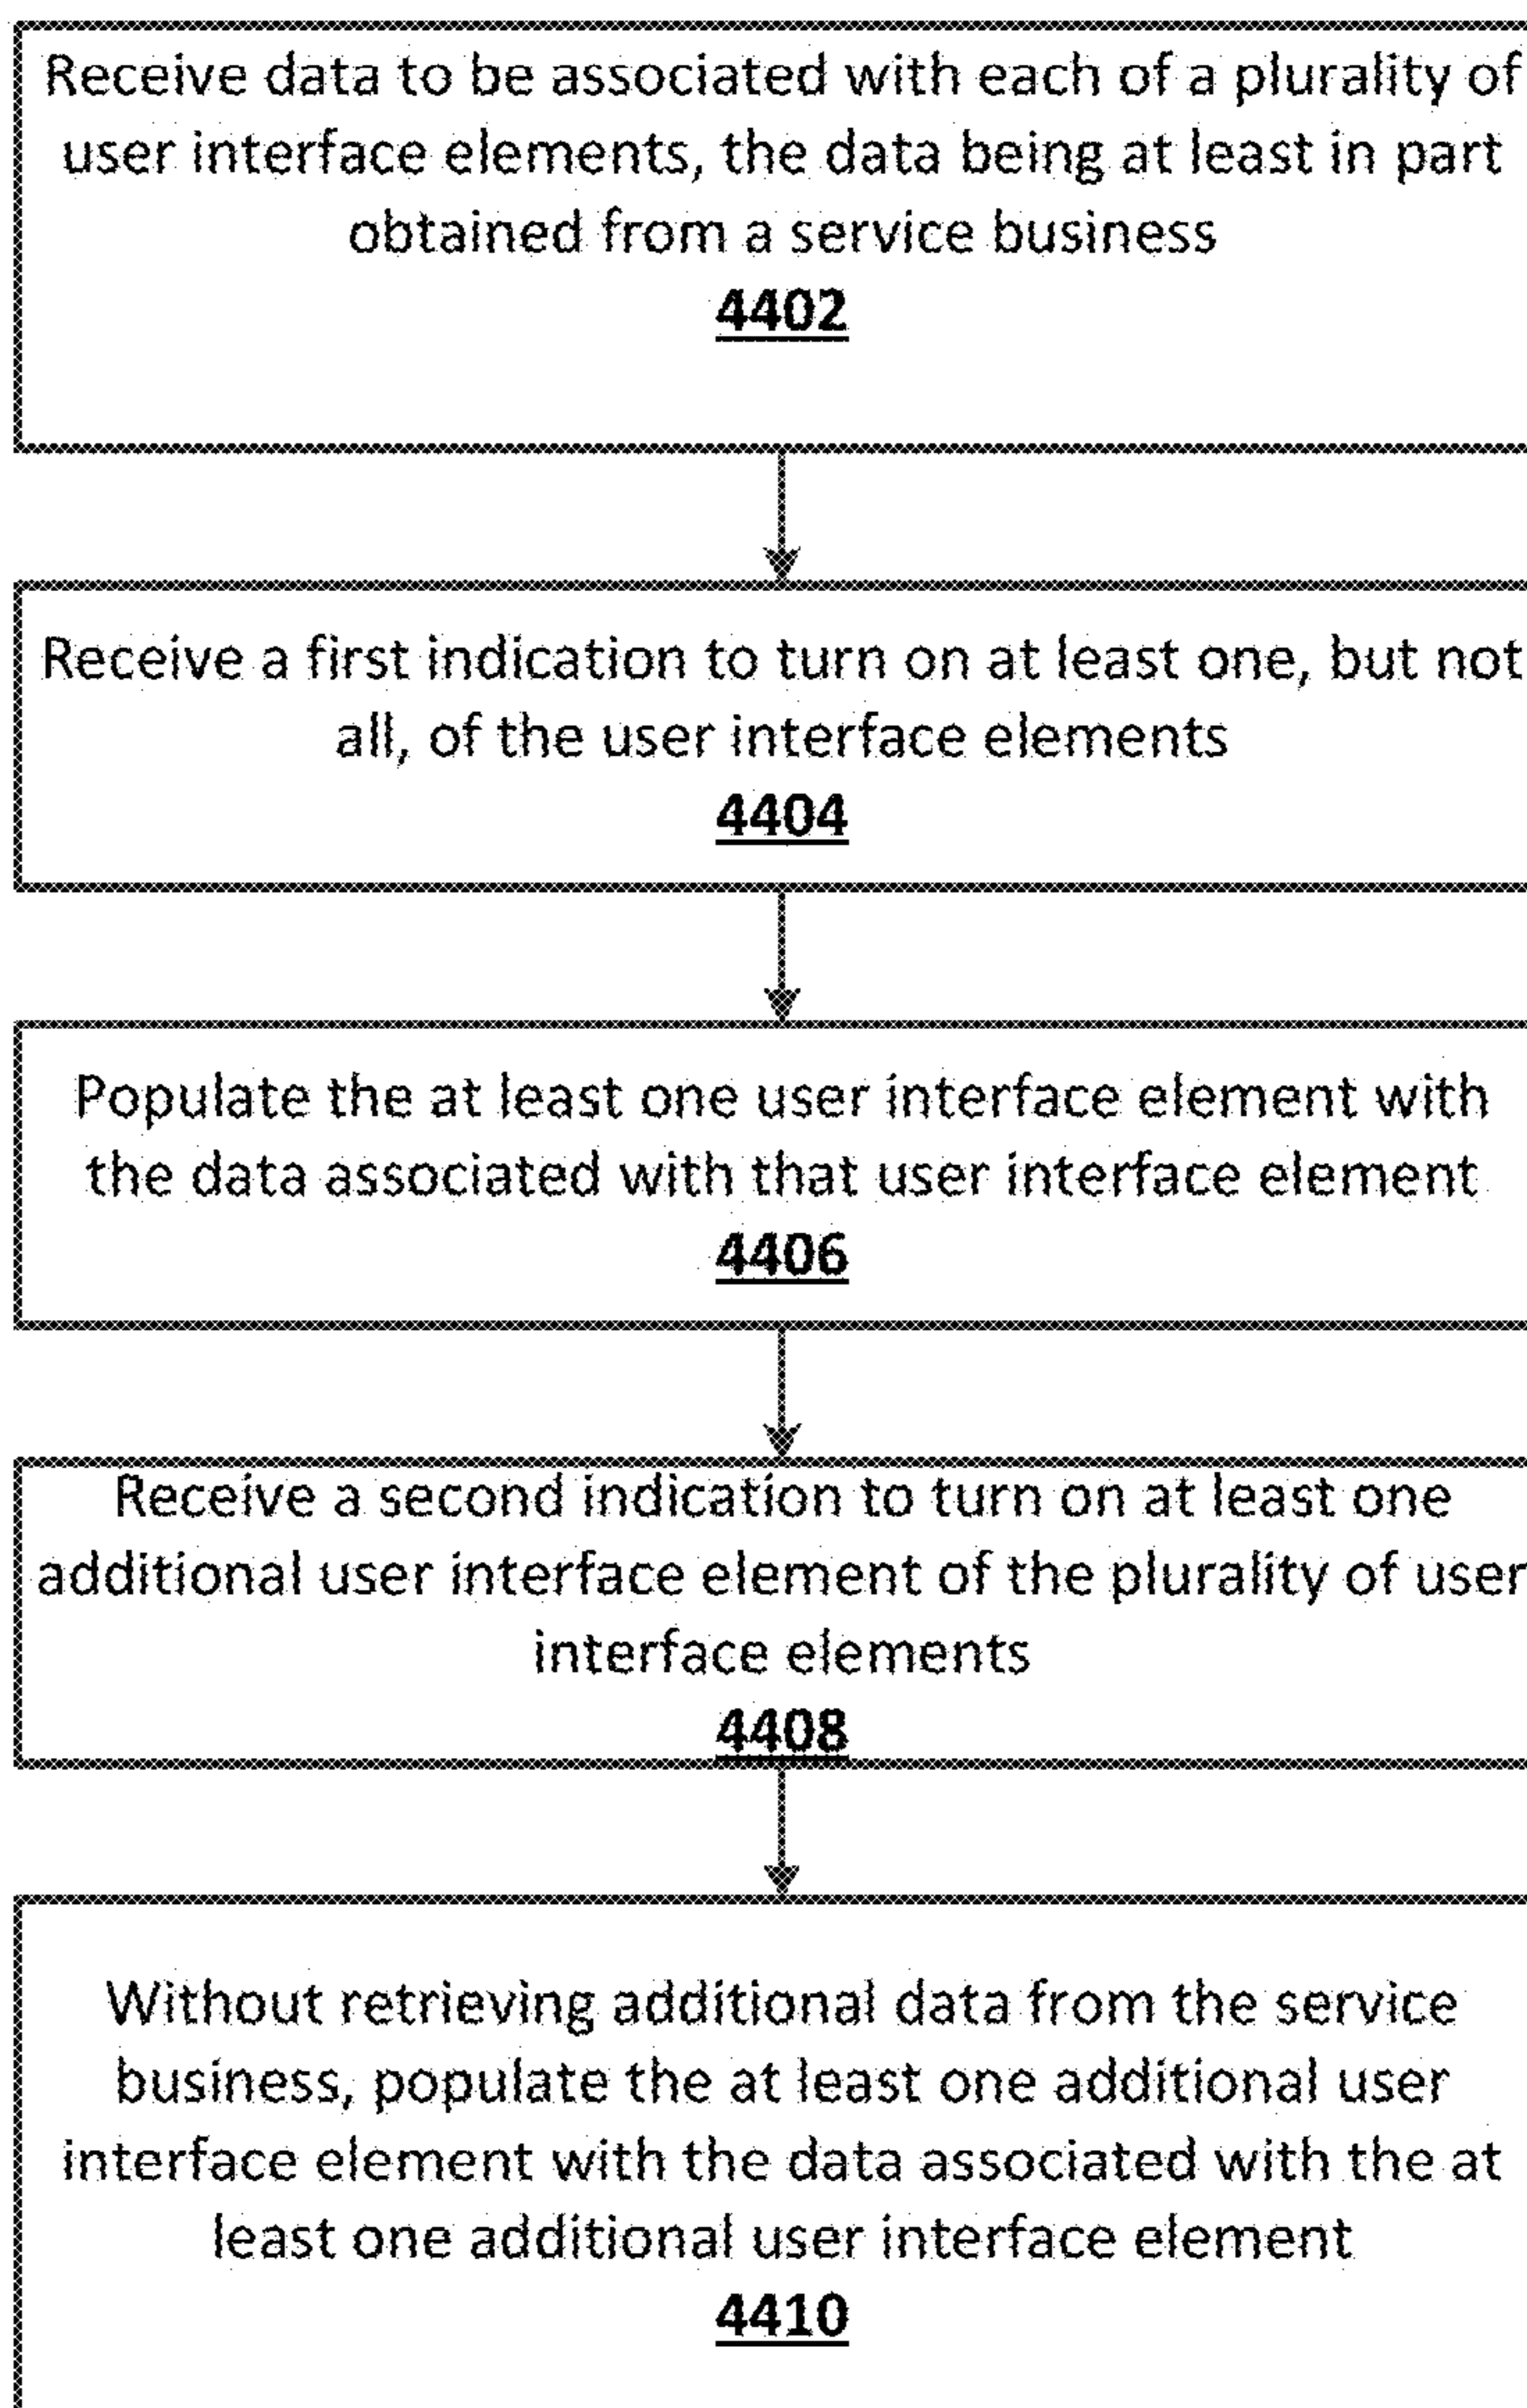 Receive data to be associated with each of a plurality of
user interface elements, the data being at least in part
obtained from a service business
4402
Receive a first indication to turn on at least one, but not
all, of the user interface elements
4404
Populate the at least one user interface element with
the data associated with that user interface element
4406
Receive a second indication to turn on at least one
additional user interface element of the plurality of user
interface elements
4408
Without retrieving additional data from the service
business, populate the at least one additional user
interface element with the data associated with the at
least one additional user interface element
4410